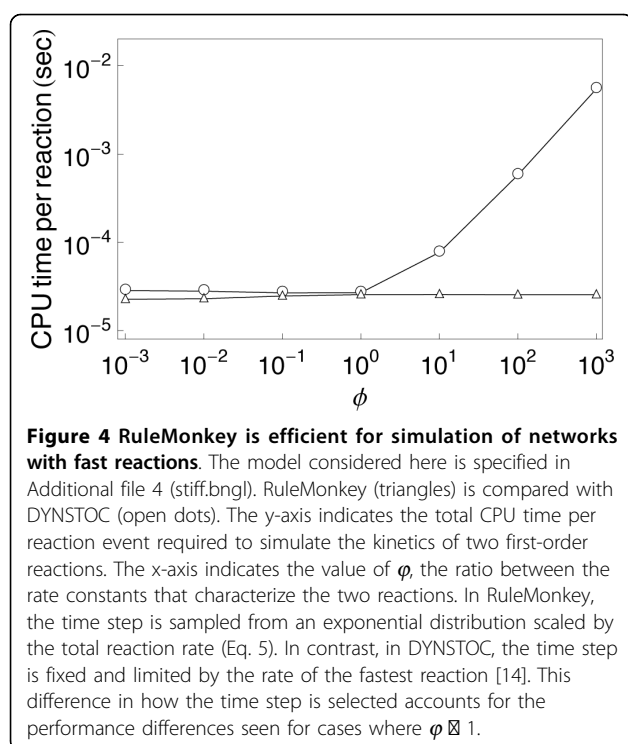 CPU time per reaction (sec)
10⁻²
10⁻³
10⁻⁴
10⁻⁵
10⁻³ 10⁻² 10⁻¹ 10⁰ 10¹ 10² 10³
ϕ
Figure 4 RuleMonkey is efficient for simulation of networks
with fast reactions. The model considered here is specified in
Additional file 4 (stiff.bngl). RuleMonkey (triangles) is compared with
DYNSTOC (open dots). The y-axis indicates the total CPU time per
reaction event required to simulate the kinetics of two first-order
reactions. The x-axis indicates the value of φ, the ratio between the
rate constants that characterize the two reactions. In RuleMonkey,
the time step is sampled from an exponential distribution scaled by
the total reaction rate (Eq. 5). In contrast, in DYNSTOC, the time step
is fixed and limited by the rate of the fastest reaction [14]. This
difference in how the time step is selected accounts for the
performance differences seen for cases where φ 1.